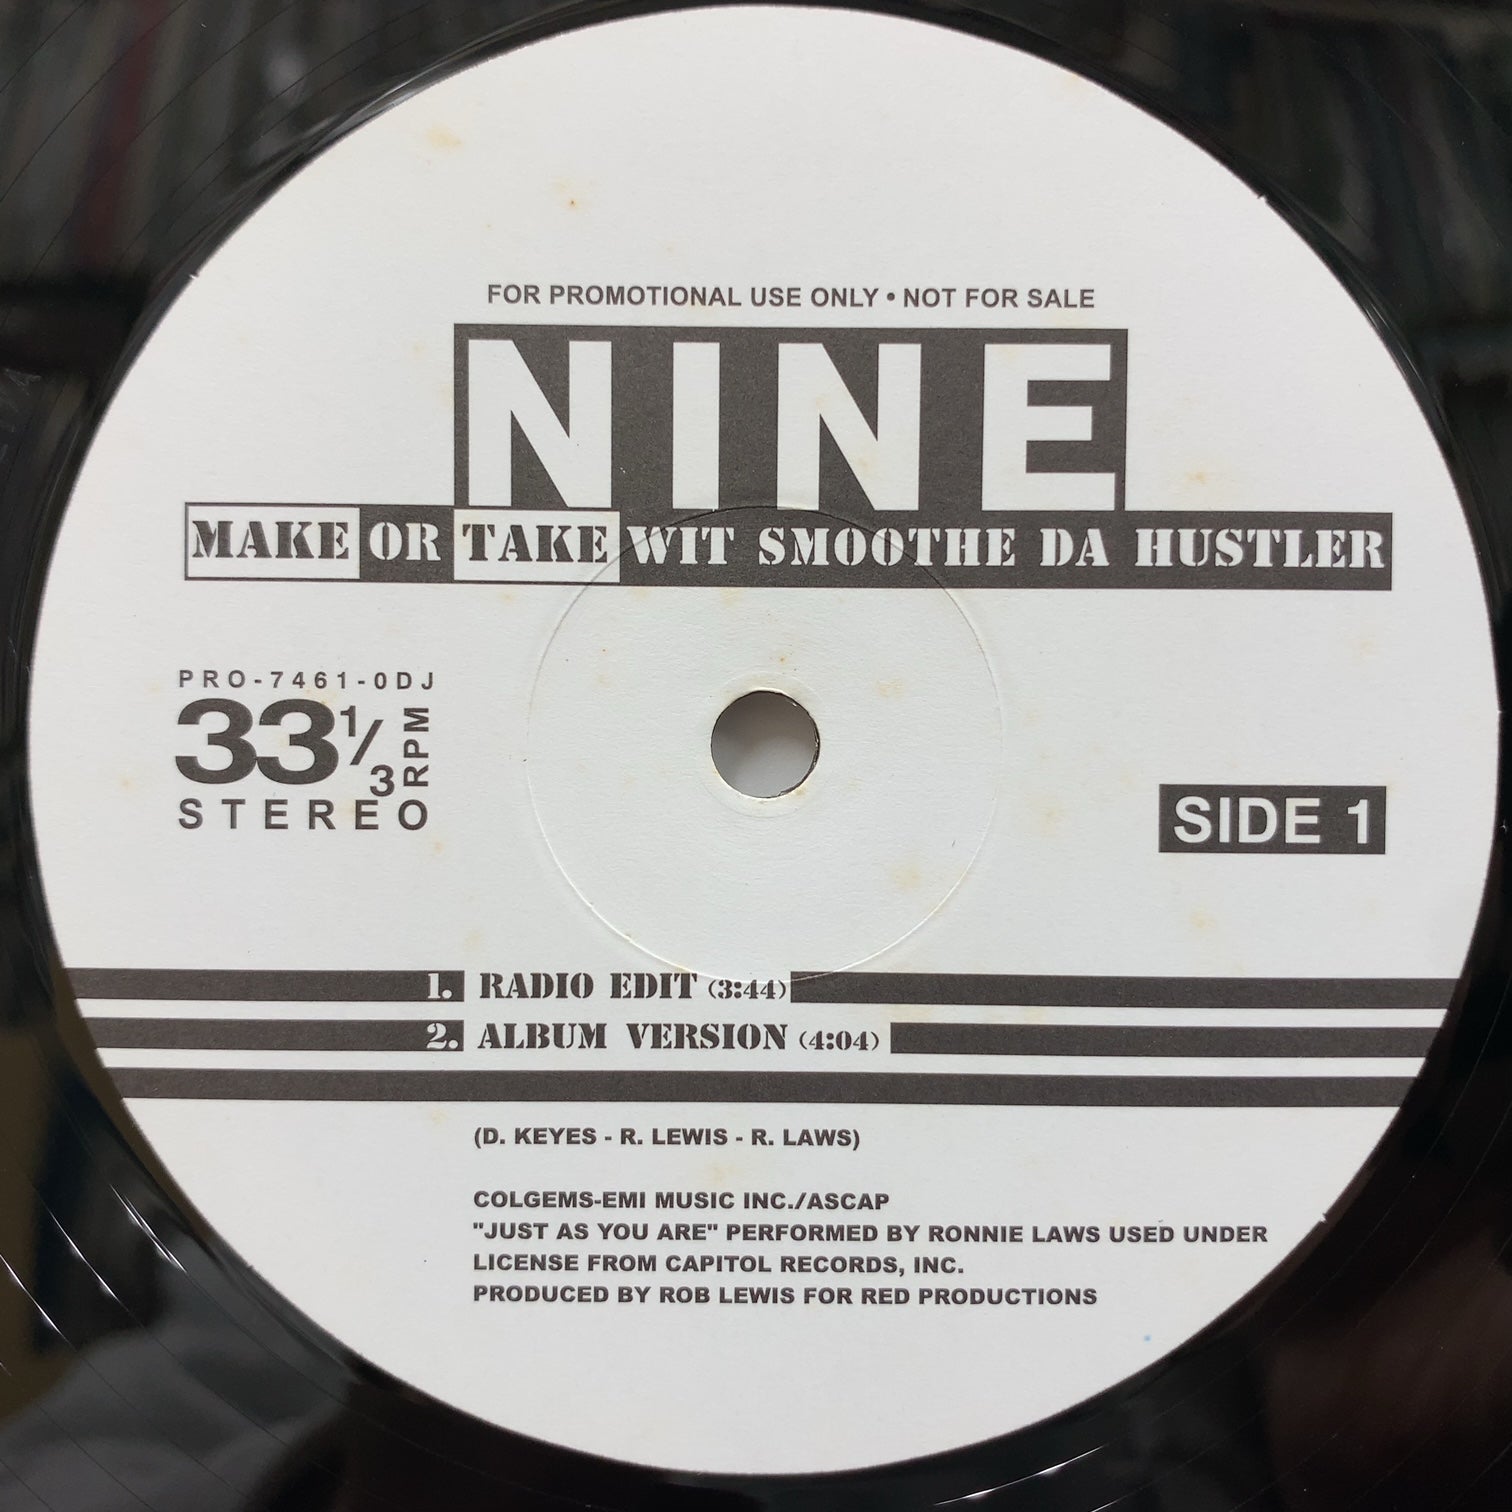 FOR PROMOTIONAL USE ONLY • NOT FOR SALE
NINE
MAKE OR TAKE WIT SMOOTHE DA HUSTLER
PRO-7461-0DJ
33 1/3 RPM
STEREO
SIDE 1
1. RADIO EDIT (3:44)
2. ALBUM VERSION (4:04)
(D. KEYES - R. LEWIS - R. LAWS)
COLGEMS-EMI MUSIC INC./ASCAP
"JUST AS YOU ARE" PERFORMED BY RONNIE LAWS USED UNDER
LICENSE FROM CAPITOL RECORDS, INC.
PRODUCED BY ROB LEWIS FOR RED PRODUCTIONS